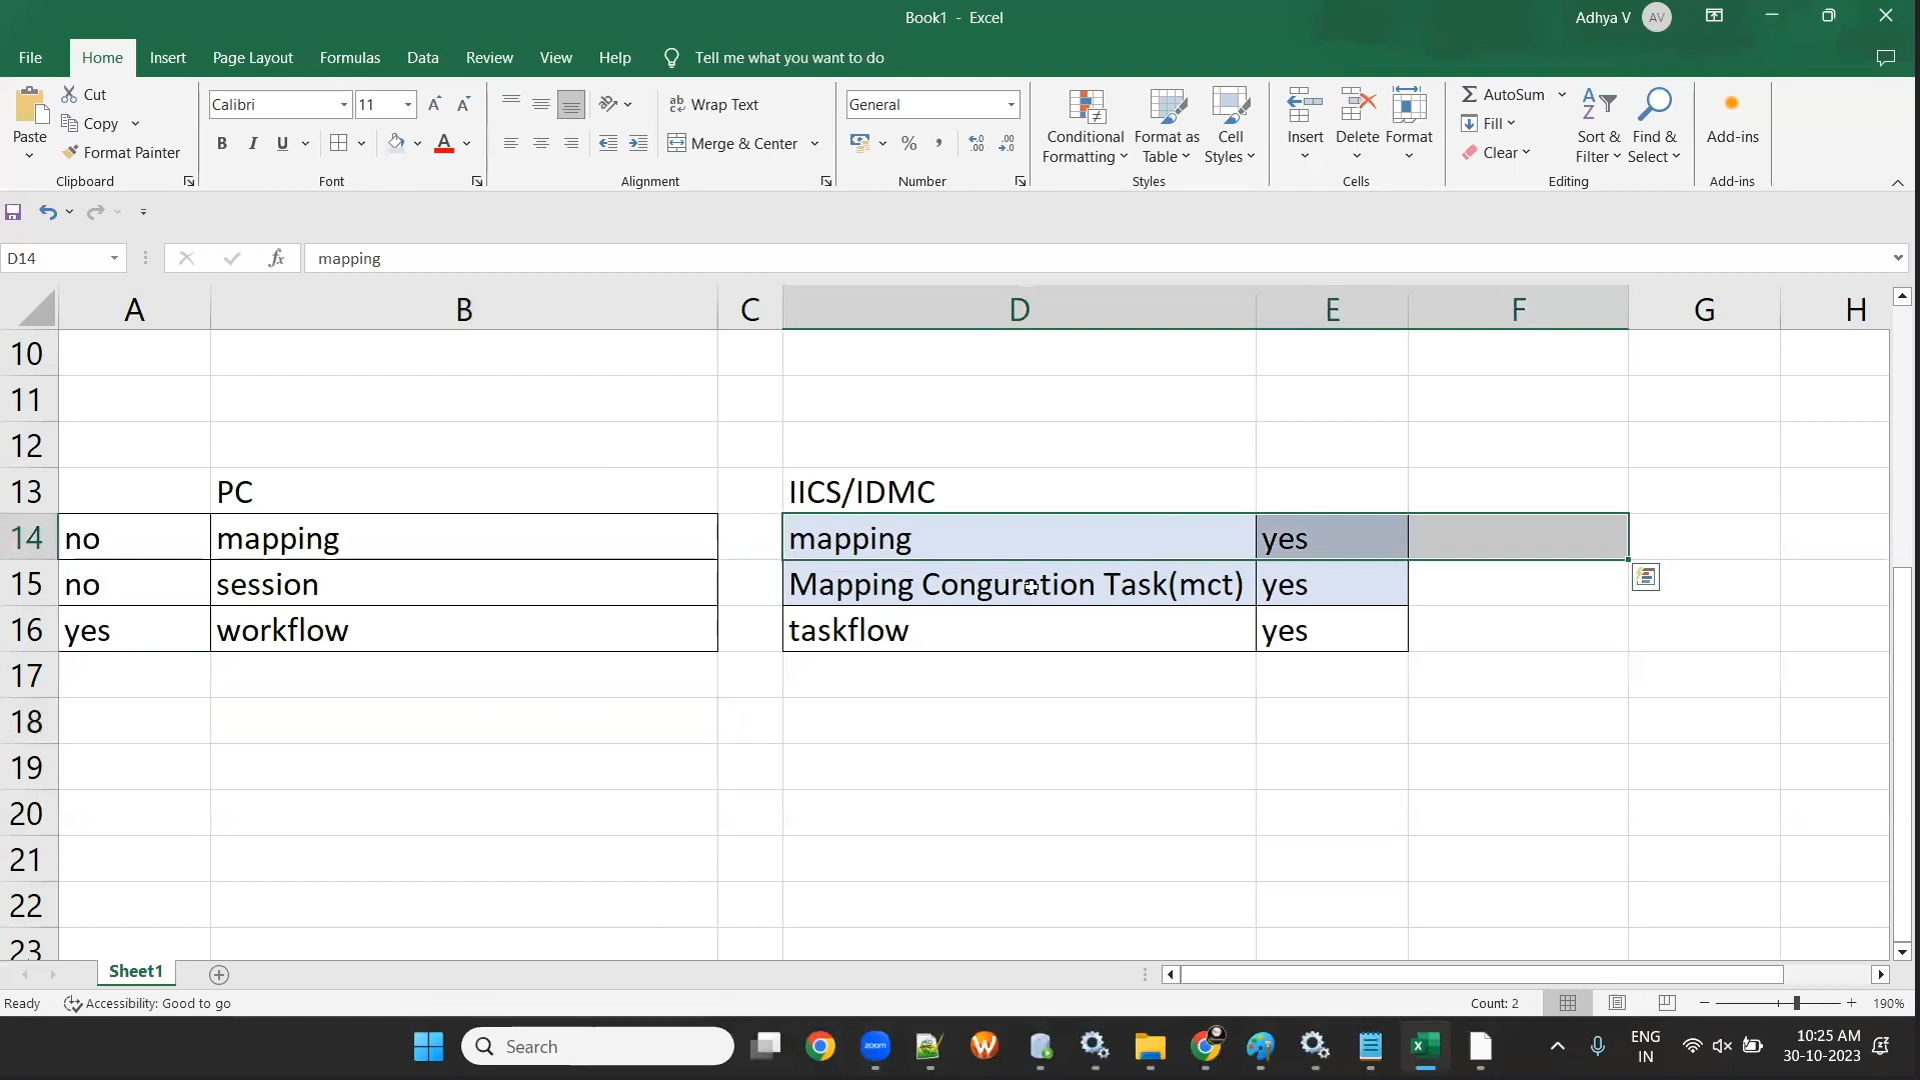 Book1 - Excel
Adhya V AV
File Home Insert Page Layout Formulas Data Review View Help Tell me what you want to do
Paste
Cut
Copy
Format Painter
Clipboard
Calibri 11
B I U
Font
Wrap Text
Merge & Center
Alignment
General
Number
Conditional Formatting
Format as Table
Cell Styles
Styles
Insert Delete Format
Cells
AutoSum
Fill
Clear
Sort & Filter
Find & Select
Editing
Add-ins
Add-ins
D14 fx mapping
A B C D E F G H
10
11
12
13 PC IICS/IDMC
14 no mapping mapping yes
15 no session Mapping Conguration Task(mct) yes
16 yes workflow taskflow yes
17
18
19
20
21
22
23
Sheet1
Ready Accessibility: Good to go Count: 2 190%
Search
zoom
ENG
IN
10:25 AM
30-10-2023